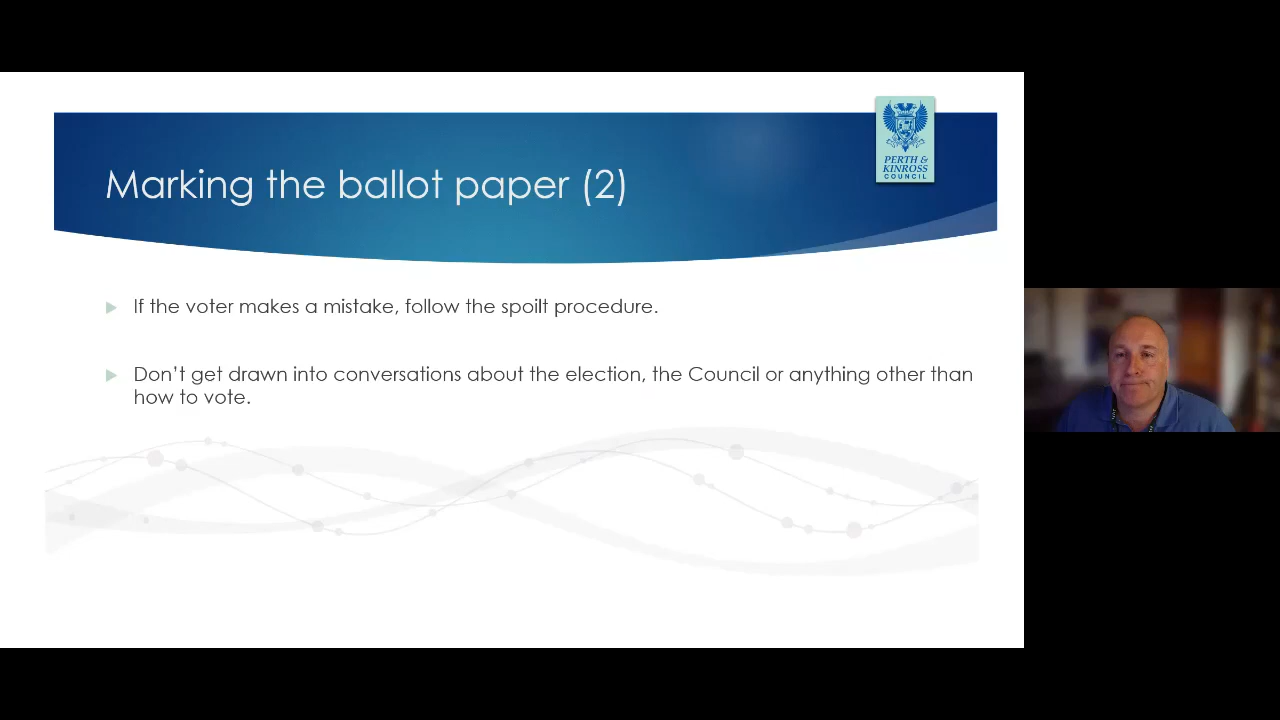 Marking the ballot paper (2)
PERTH &
KINROSS
COUNCIL
If the voter makes a mistake, follow the spoilt procedure.
Don’t get drawn into conversations about the election, the Council or anything other than
how to vote.